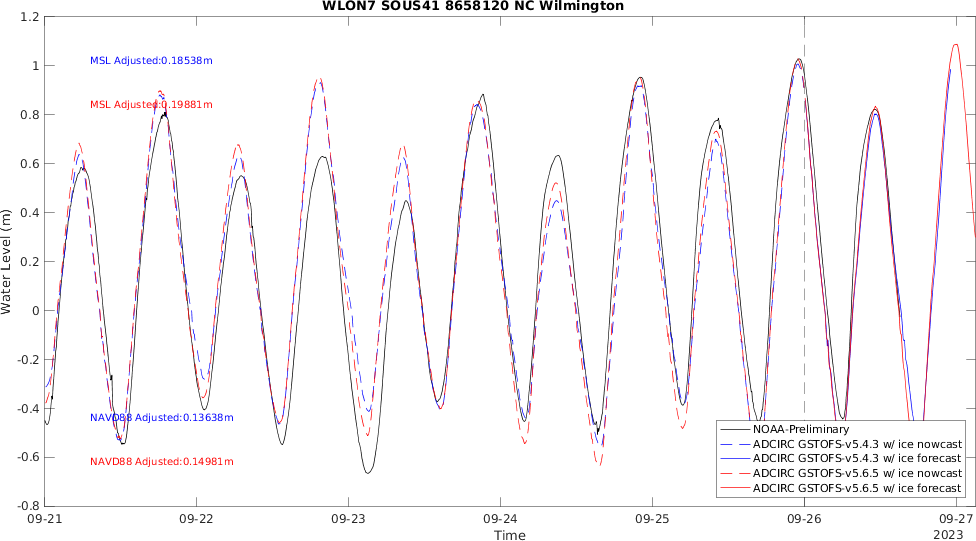 WLON7 SOUS41 8658120 NC Wilmington
1.2
1
0.8
0.6
0.4
0.2
0
-0.2
-0.4
-0.6
-0.8
Water Level (m)
MSL Adjusted:0.18538m
MSL Adjusted:0.19881m
NAVD88 Adjusted:0.13638m
NAVD88 Adjusted:0.14981m
NOAA-Preliminary
ADCIRC GSTOFS-v5.4.3 w/ ice nowcast
ADCIRC GSTOFS-v5.4.3 w/ ice forecast
ADCIRC GSTOFS-v5.6.5 w/ ice nowcast
ADCIRC GSTOFS-v5.6.5 w/ ice forecast
09-21 09-22 09-23 09-24 09-25 09-26 09-27
Time
2023